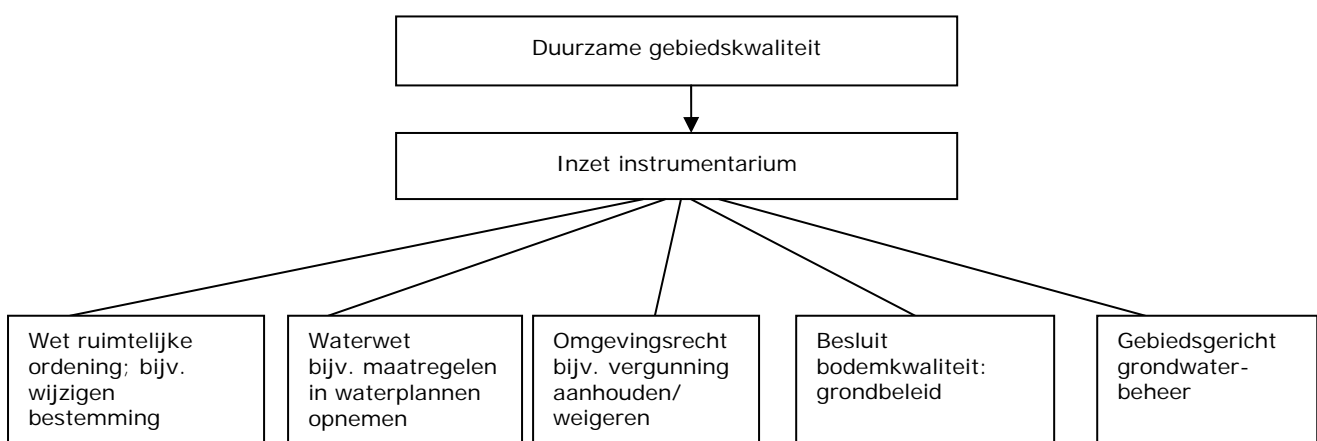 Duurzame gebiedskwaliteit
Inzet instrumentarium
Wet ruimtelijke
ordening; bijv.
wijzigen
bestemming
Waterwet
bijv. maatregelen
in waterplannen
opnemen
Omgevingsrecht
bijv. vergunning
aanhouden/
weigeren
Besluit
bodemkwaliteit:
grondbeleid
Gebiedsgericht
grondwater-
beheer